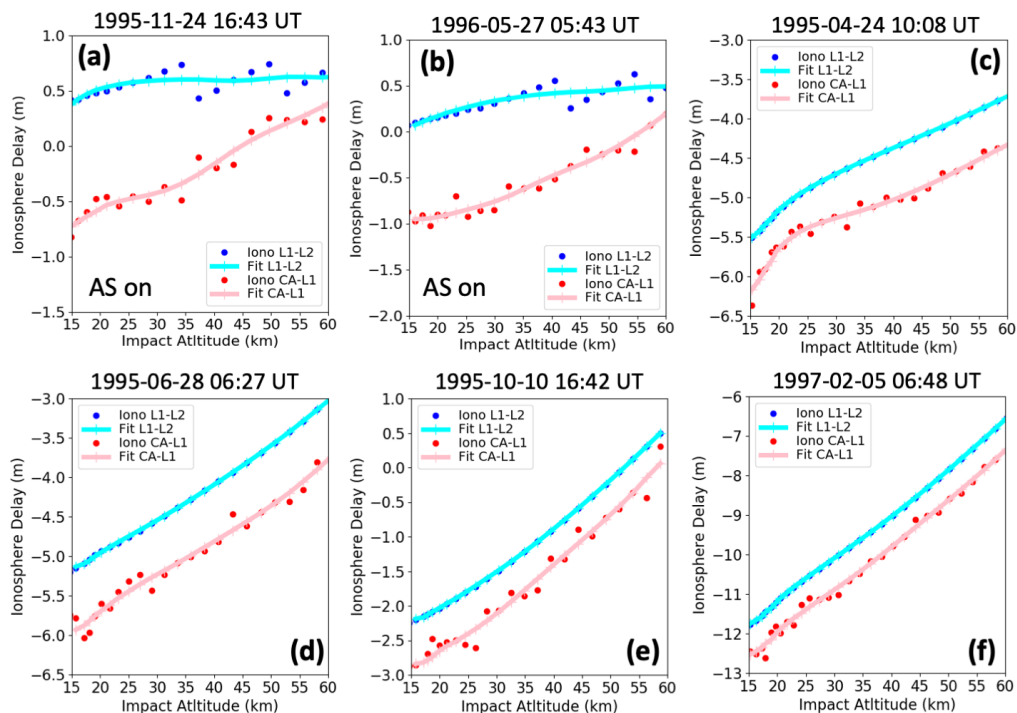 1995-11-24 16:43 UT
(a)
Ionosphere Delay (m)
1.0
0.5
0.0
−0.5
−1.0
−1.5
AS on
Iono L1-L2
Fit L1-L2
Iono CA-L1
Fit CA-L1
15 20 25 30 35 40 45 50 55 60
Impact Atltitude (km)
1996-05-27 05:43 UT
(b)
Ionosphere Delay (m)
1.0
0.5
0.0
−0.5
−1.0
−1.5
−2.0
AS on
Iono L1-L2
Fit L1-L2
Iono CA-L1
Fit CA-L1
15 20 25 30 35 40 45 50 55 60
Impact Atltitude (km)
1995-04-24 10:08 UT
(c)
Ionosphere Delay (m)
−3.0
−3.5
−4.0
−4.5
−5.0
−5.5
−6.0
−6.5
Iono L1-L2
Fit L1-L2
Iono CA-L1
Fit CA-L1
15 20 25 30 35 40 45 50 55 60
Impact Atltitude (km)
1995-06-28 06:27 UT
(d)
Ionosphere Delay (m)
−3.0
−3.5
−4.0
−4.5
−5.0
−5.5
−6.0
−6.5
Iono L1-L2
Fit L1-L2
Iono CA-L1
Fit CA-L1
15 20 25 30 35 40 45 50 55 60
Impact Atltitude (km)
1995-10-10 16:42 UT
(e)
Ionosphere Delay (m)
1.0
0.5
0.0
−0.5
−1.0
−1.5
−2.0
−2.5
−3.0
Iono L1-L2
Fit L1-L2
Iono CA-L1
Fit CA-L1
15 20 25 30 35 40 45 50 55 60
Impact Atltitude (km)
1997-02-05 06:48 UT
(f)
Ionosphere Delay (m)
−6
−7
−8
−9
−10
−11
−12
−13
Iono L1-L2
Fit L1-L2
Iono CA-L1
Fit CA-L1
15 20 25 30 35 40 45 50 55 60
Impact Atltitude (km)